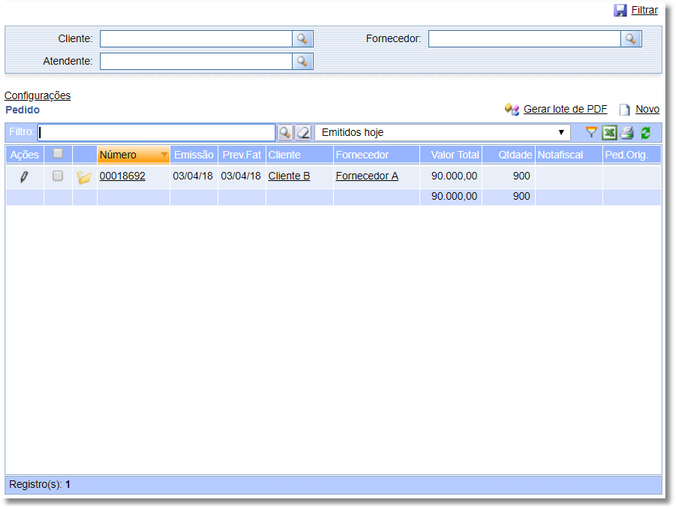 Filtrar
Cliente: Fornecedor:
Atendente:
Configurações
Pedido Gerar lote de PDF Novo
Filtro: Emitidos hoje
Ações Número Emissão Prev.Fat Cliente Fornecedor Valor Total Qtdade Notafiscal Ped.Orig.
00018692 03/04/18 03/04/18 Cliente B Fornecedor A 90.000,00 900
90.000,00 900
Registro(s): 1